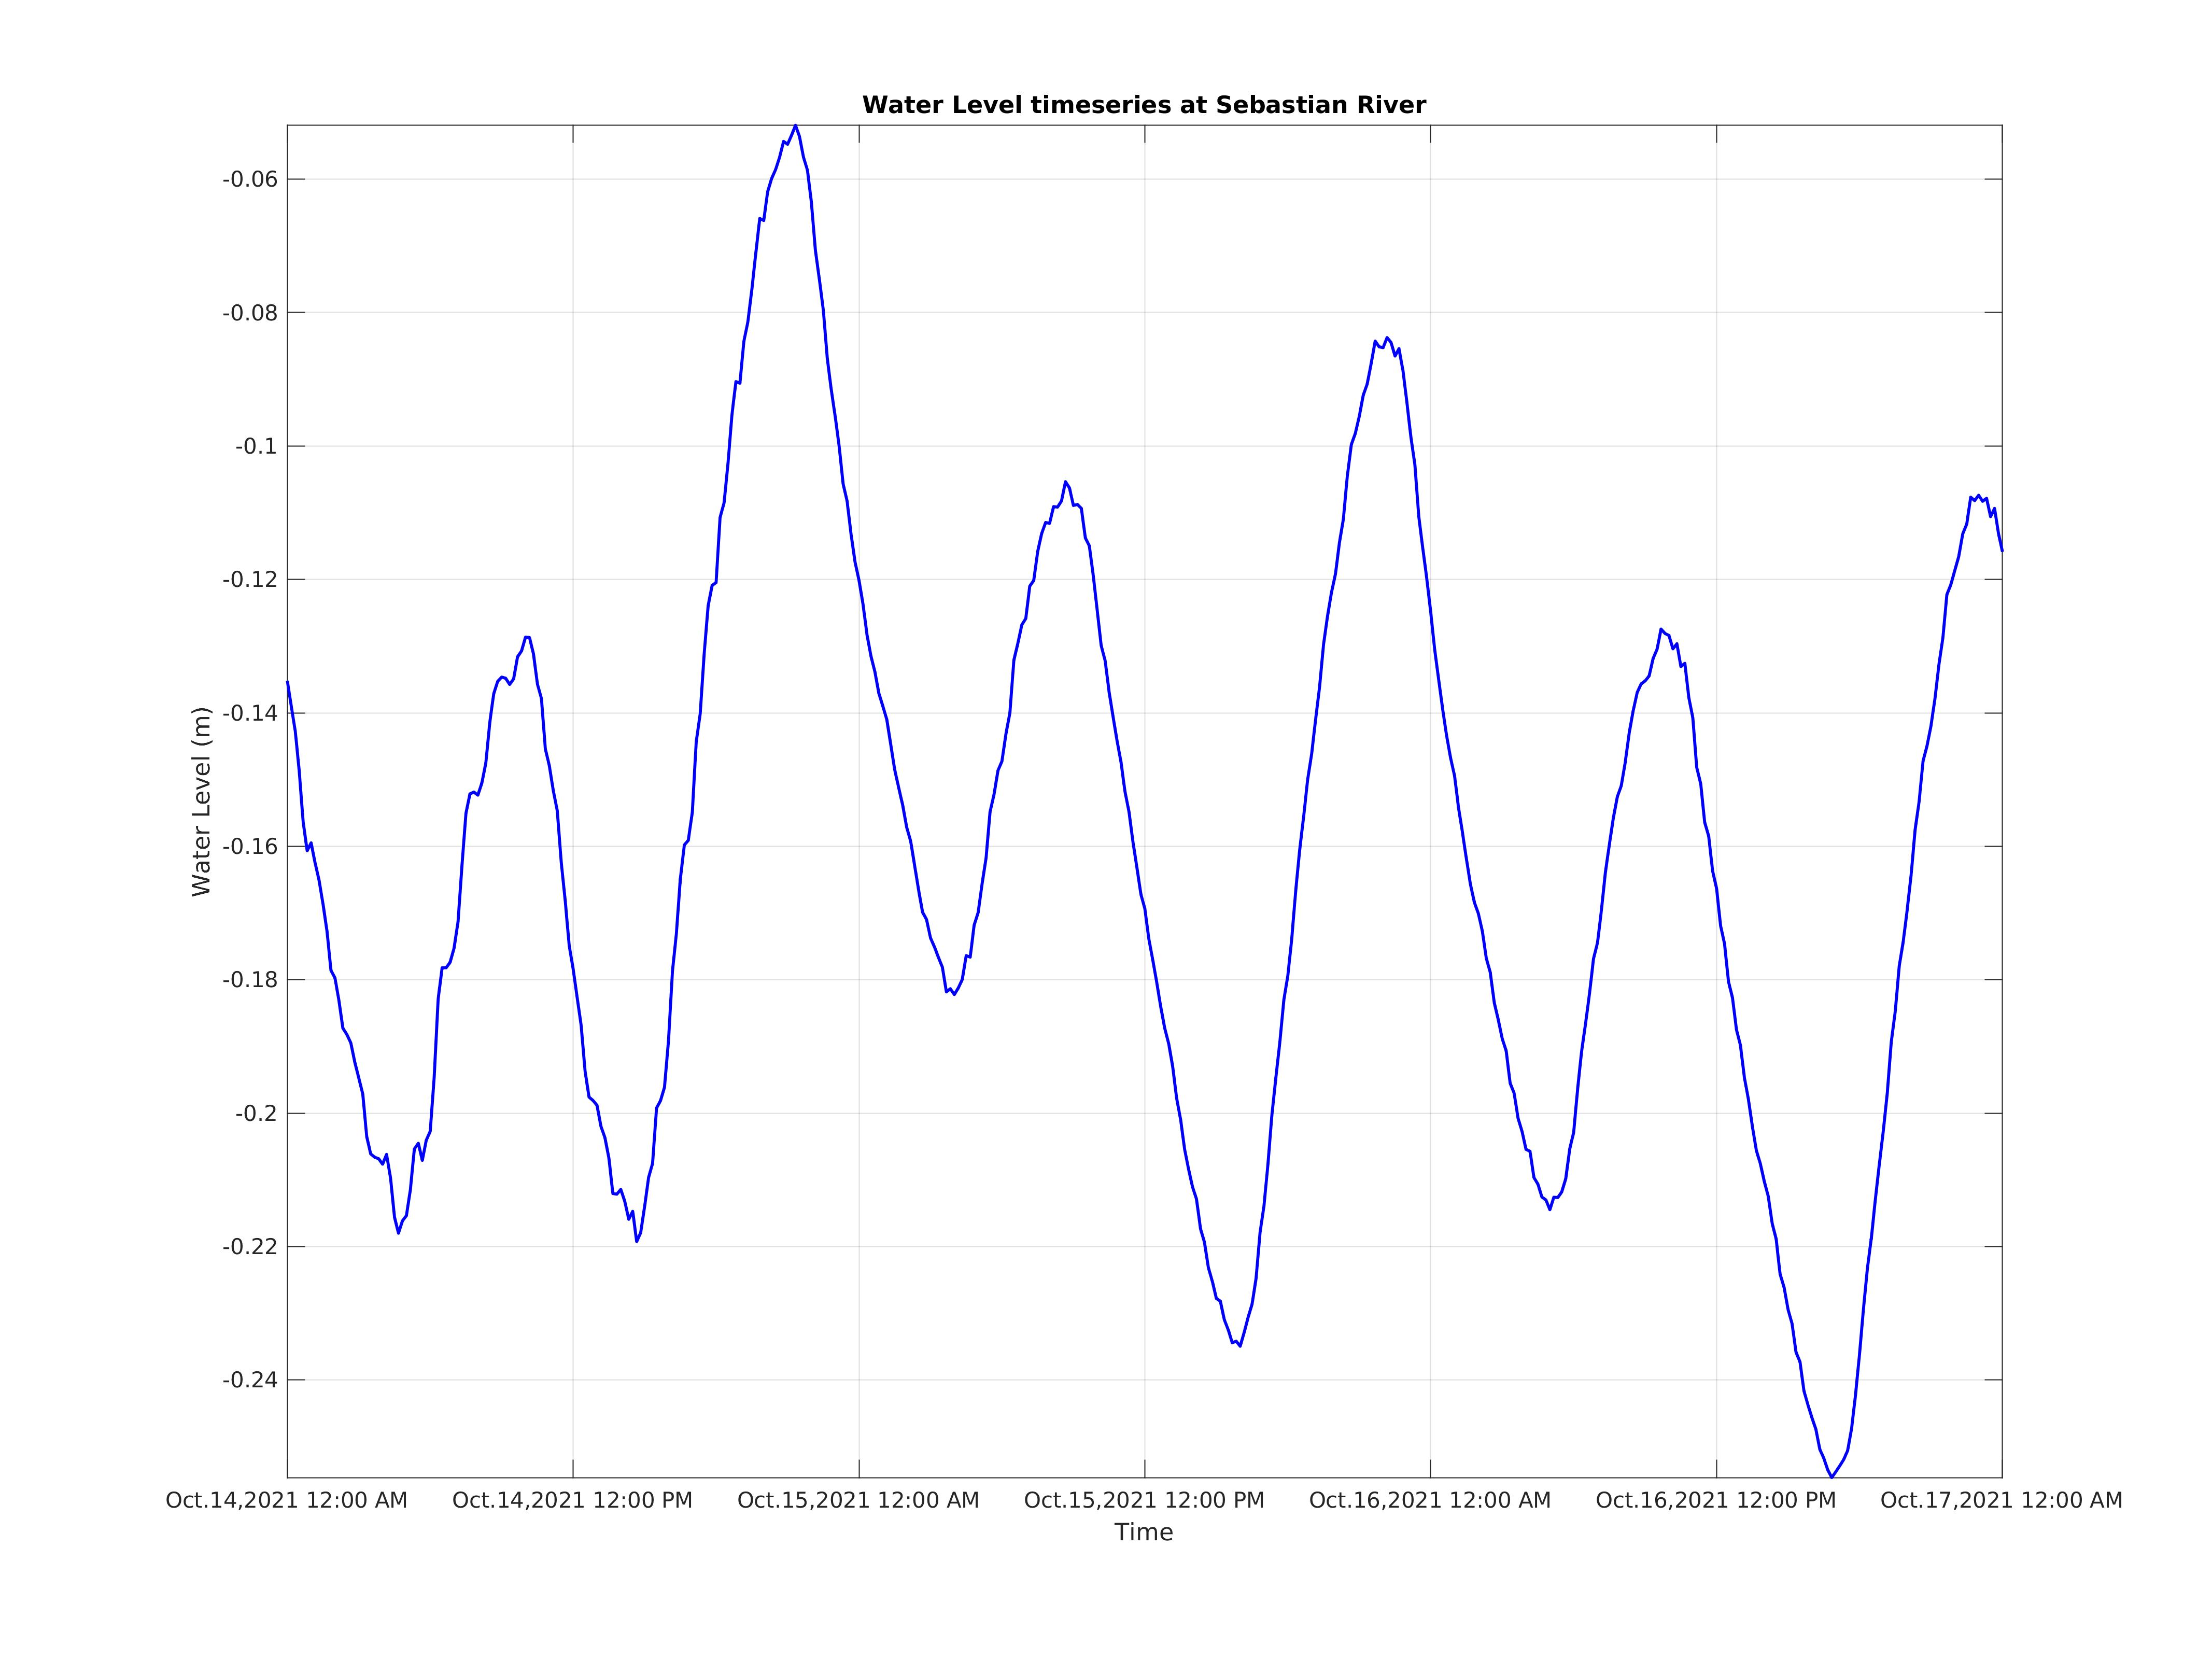 Water Level timeseries at Sebastian River
-0.06
-0.08
-0.1
-0.12
-0.14
-0.16
-0.18
-0.2
-0.22
-0.24
Water Level (m)
Oct.14,2021 12:00 AM Oct.14,2021 12:00 PM Oct.15,2021 12:00 AM Oct.15,2021 12:00 PM Oct.16,2021 12:00 AM Oct.16,2021 12:00 PM Oct.17,2021 12:00 AM
Time